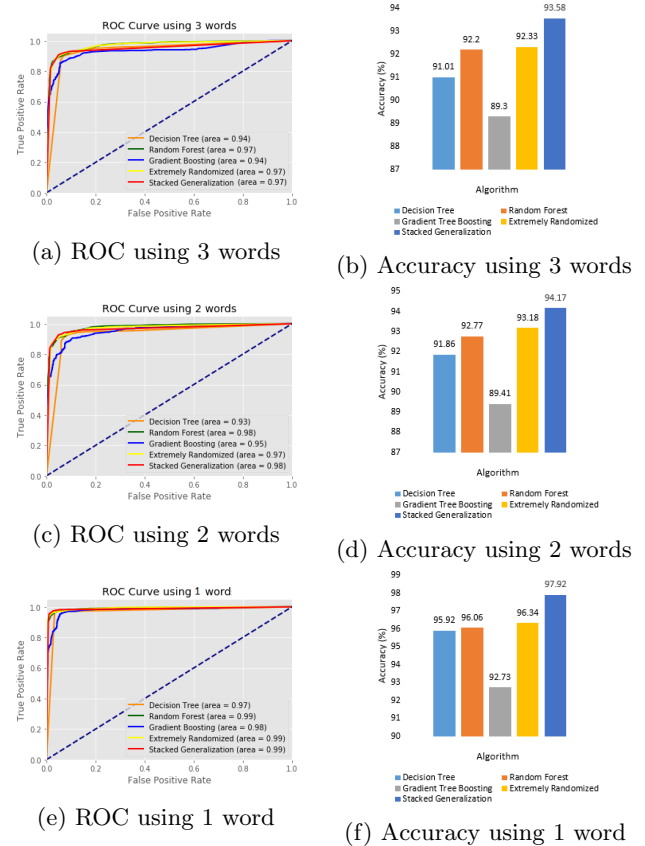 ROC Curve using 3 words
True Positive Rate
1.0
0.8
0.6
0.4
0.2
0.0
Decision Tree (area = 0.94)
Random Forest (area = 0.97)
Gradient Boosting (area = 0.94)
Extremely Randomized (area = 0.97)
Stacked Generalization (area = 0.97)
0.0 0.2 0.4 0.6 0.8 1.0
False Positive Rate
(a) ROC using 3 words
Accuracy (%)
94
93
92
91
90
89
88
87
91.01
92.2
89.3
92.33
93.58
Algorithm
Decision Tree Random Forest
Gradient Tree Boosting Extremely Randomized
Stacked Generalization
(b) Accuracy using 3 words
ROC Curve using 2 words
True Positive Rate
1.0
0.8
0.6
0.4
0.2
0.0
Decision Tree (area = 0.93)
Random Forest (area = 0.98)
Gradient Boosting (area = 0.95)
Extremely Randomized (area = 0.97)
Stacked Generalization (area = 0.98)
0.0 0.2 0.4 0.6 0.8 1.0
False Positive Rate
(c) ROC using 2 words
Accuracy (%)
95
94
93
92
91
90
89
88
87
91.86
92.77
89.41
93.18
94.17
Algorithm
Decision Tree Random Forest
Gradient Tree Boosting Extremely Randomized
Stacked Generalization
(d) Accuracy using 2 words
ROC Curve using 1 word
True Positive Rate
1.0
0.8
0.6
0.4
0.2
0.0
Decision Tree (area = 0.97)
Random Forest (area = 0.99)
Gradient Boosting (area = 0.98)
Extremely Randomized (area = 0.99)
Stacked Generalization (area = 0.99)
0.0 0.2 0.4 0.6 0.8 1.0
False Positive Rate
(e) ROC using 1 word
Accuracy (%)
99
98
97
96
95
94
93
92
91
90
95.92
96.06
92.73
96.34
97.92
Algorithm
Decision Tree Random Forest
Gradient Tree Boosting Extremely Randomized
Stacked Generalization
(f) Accuracy using 1 word